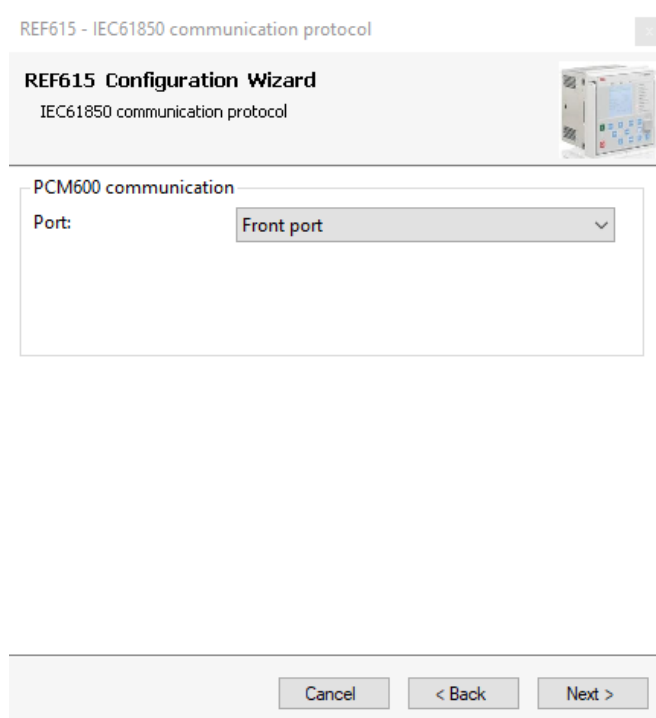 REF615 - IEC61850 communication protocol
x
REF615 Configuration Wizard
IEC61850 communication protocol
PCM600 communication
Port: Front port
Cancel < Back Next >